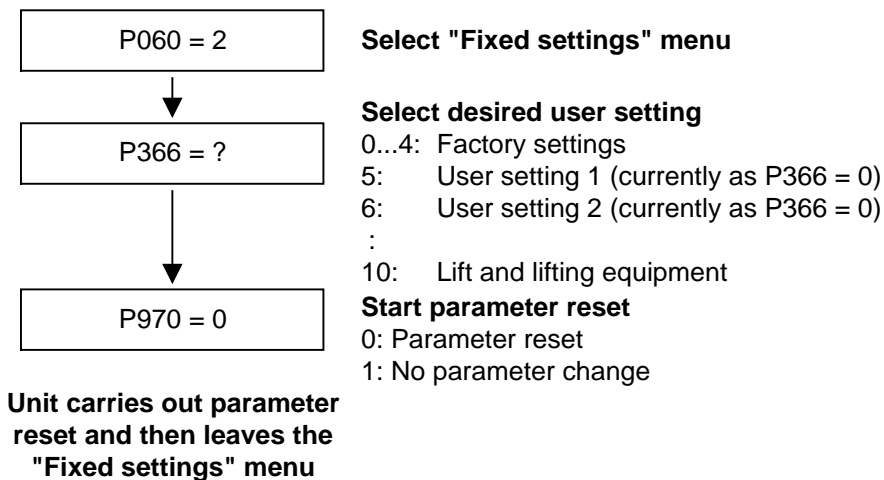 P060 = 2
Select "Fixed settings" menu
P366 = ?
Select desired user setting
0...4: Factory settings
5: User setting 1 (currently as P366 = 0)
6: User setting 2 (currently as P366 = 0)
:
10: Lift and lifting equipment
P970 = 0
Start parameter reset
0: Parameter reset
1: No parameter change
Unit carries out parameter
reset and then leaves the
"Fixed settings" menu